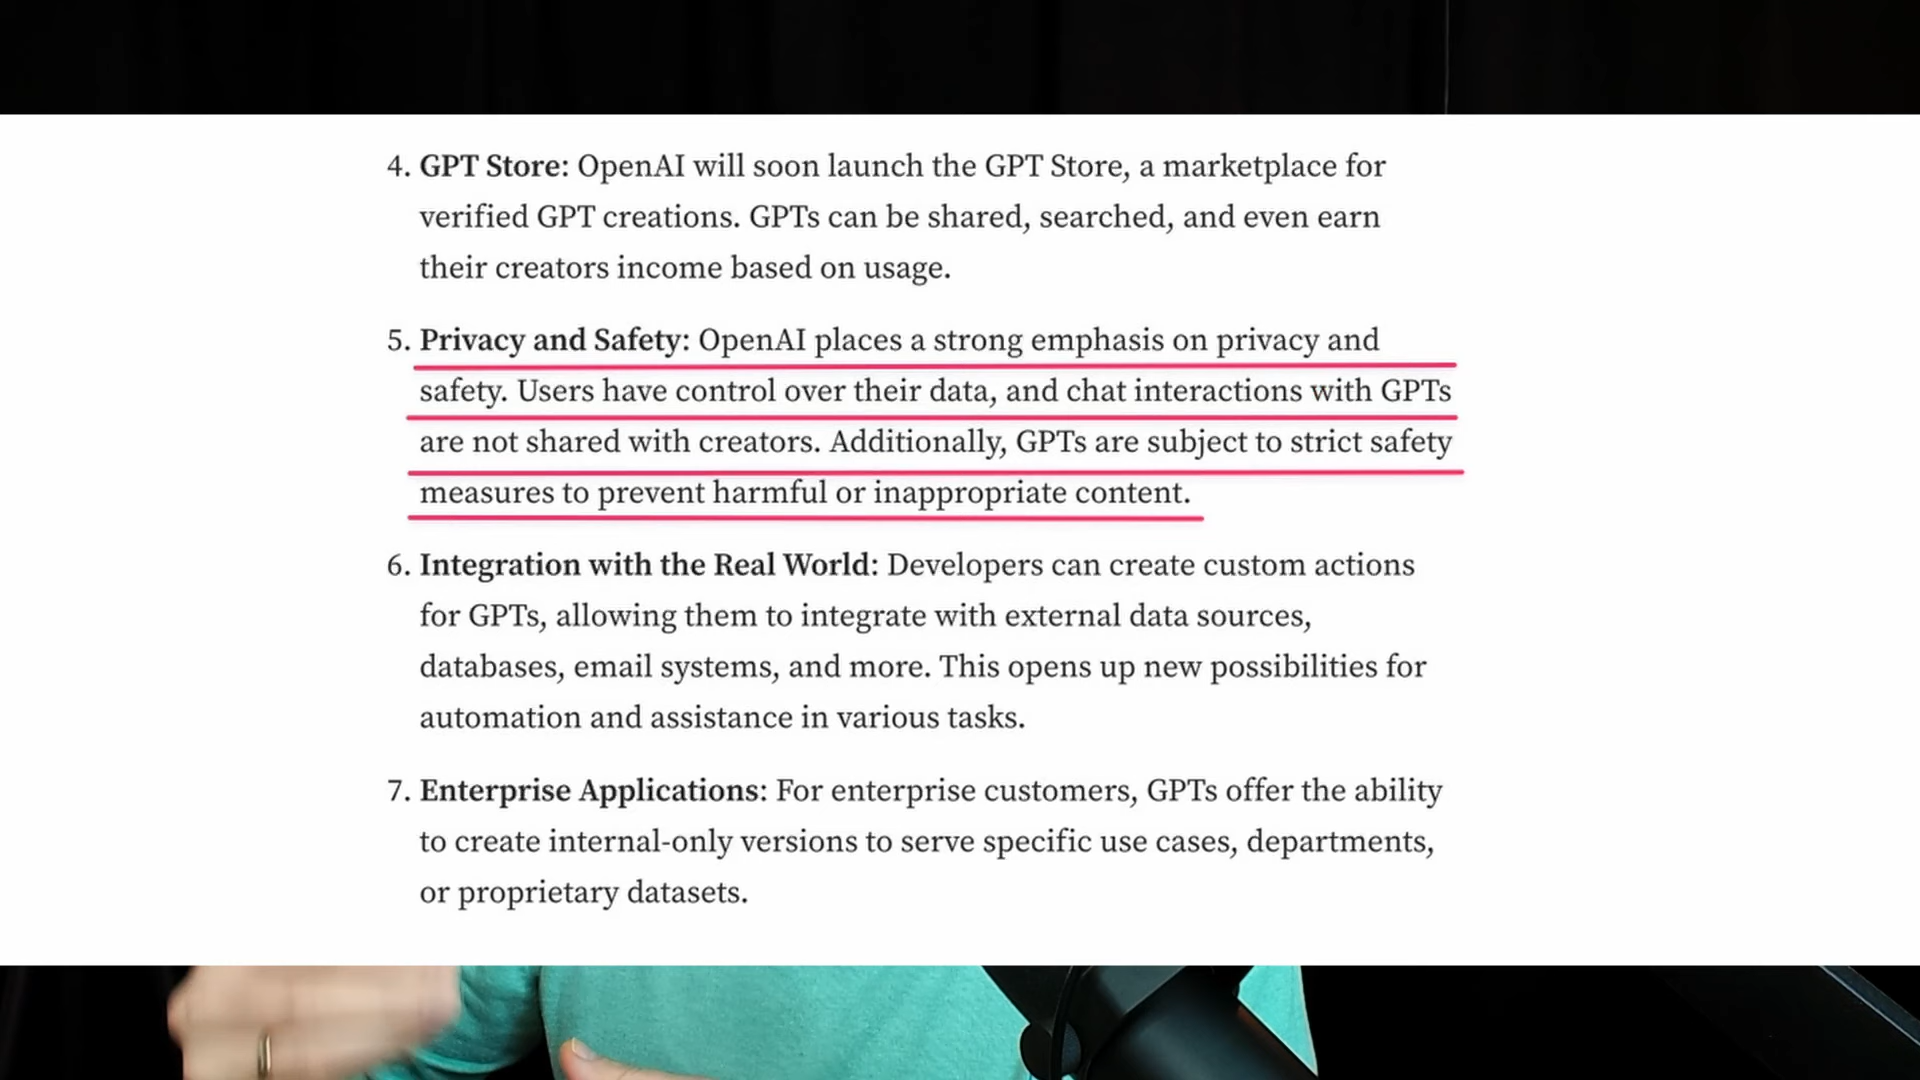 4. GPT Store: OpenAI will soon launch the GPT Store, a marketplace for
verified GPT creations. GPTs can be shared, searched, and even earn
their creators income based on usage.
5. Privacy and Safety: OpenAI places a strong emphasis on privacy and
safety. Users have control over their data, and chat interactions with GPTs
are not shared with creators. Additionally, GPTs are subject to strict safety
measures to prevent harmful or inappropriate content.
6. Integration with the Real World: Developers can create custom actions
for GPTs, allowing them to integrate with external data sources,
databases, email systems, and more. This opens up new possibilities for
automation and assistance in various tasks.
7. Enterprise Applications: For enterprise customers, GPTs offer the ability
to create internal-only versions to serve specific use cases, departments,
or proprietary datasets.